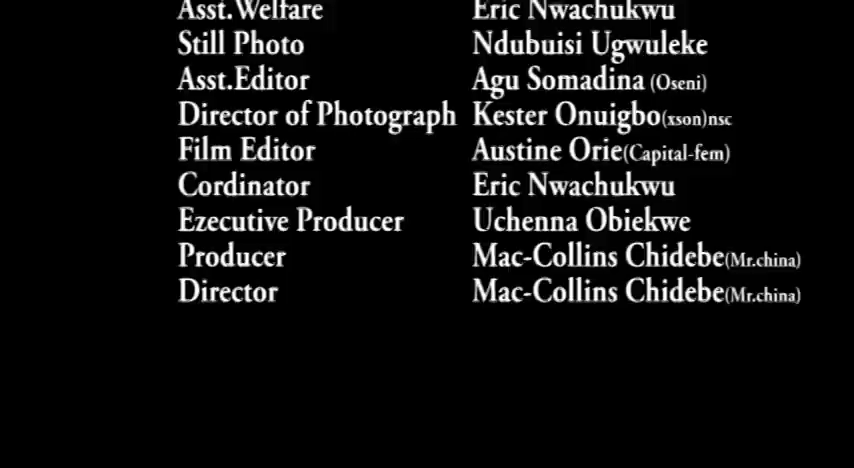 Asst.Welfare Eric Nwachukwu
Still Photo Ndubuisi Ugwuleke
Asst.Editor Agu Somadina (Oseni)
Director of Photograph Kester Onuigbo(xson)nsc
Film Editor Austine Orie(Capital-fem)
Cordinator Eric Nwachukwu
Ezecutive Producer Uchenna Obiekwe
Producer Mac-Collins Chidebe(Mr.china)
Director Mac-Collins Chidebe(Mr.china)